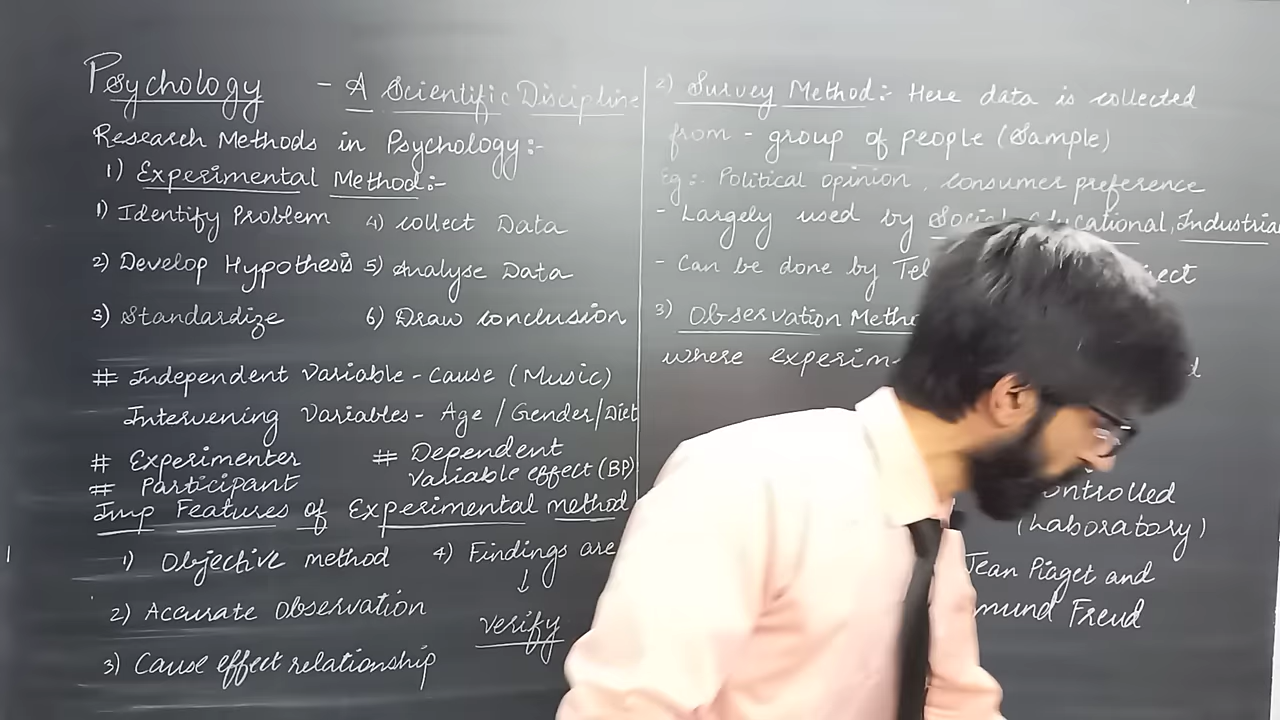 Psychology - A Scientific Discipline
Research Methods in Psychology:-
1) Experimental Method:-
1) Identify Problem 4) collect Data
2) Develop Hypothesis 5) Analyse Data
3) Standardize 6) Draw conclusion
# Independent Variable - Cause (Music)
Intervening Variables - Age / Gender / Diet
# Experimenter # Dependent
# Participant Variable effect (BP)
Imp Features of Experimental method
1) Objective method 4) Findings are
↓
2) Accurate Observation verify
3) Cause effect relationship
2) Survey Method:- Here data is collected
from - group of people (Sample)
Eg:- Political opinion, consumer preference
- Largely used by Social, Industrial
- Can be done by
3) Observation
where
(Laboratory)
Jean Piaget and
Freud